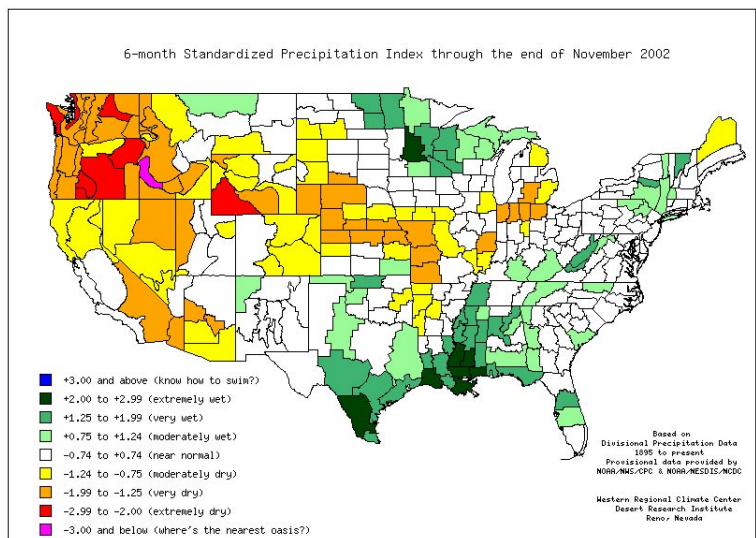 6-month Standardized Precipitation Index through the end of November 2002
+3.00 and above (know how to swim?)
+2.00 to +2.99 (extremely wet)
+1.25 to +1.99 (very wet)
+0.75 to +1.24 (moderately wet)
-0.74 to +0.74 (near normal)
-1.24 to -0.75 (moderately dry)
-1.99 to -1.25 (very dry)
-2.99 to -2.00 (extremely dry)
-3.00 and below (where's the nearest oasis?)
Based on
Divisional Precipitation Data
1895 to present
Provisional data provided by
NOAA/NWS/CPC & NOAA/NESDIS/NCDC
Western Regional Climate Center
Desert Research Institute
Reno, Nevada